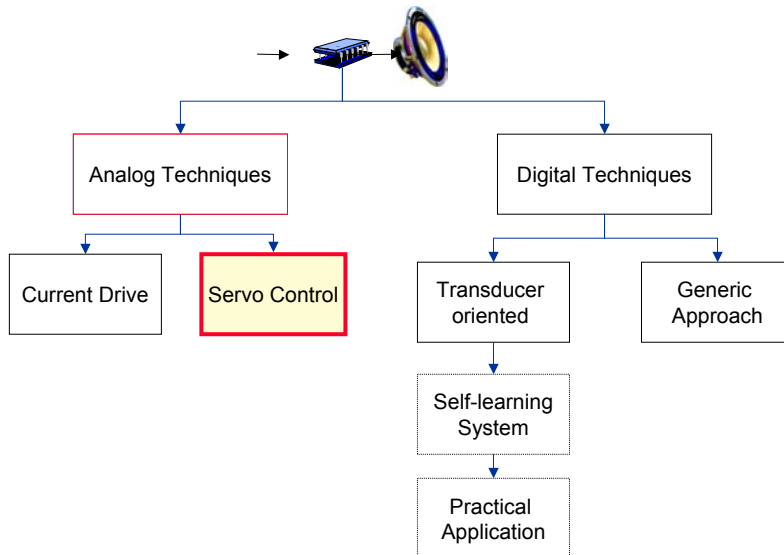 Analog Techniques
Digital Techniques
Current Drive
Servo Control
Transducer
oriented
Generic
Approach
Self-learning
System
Practical
Application